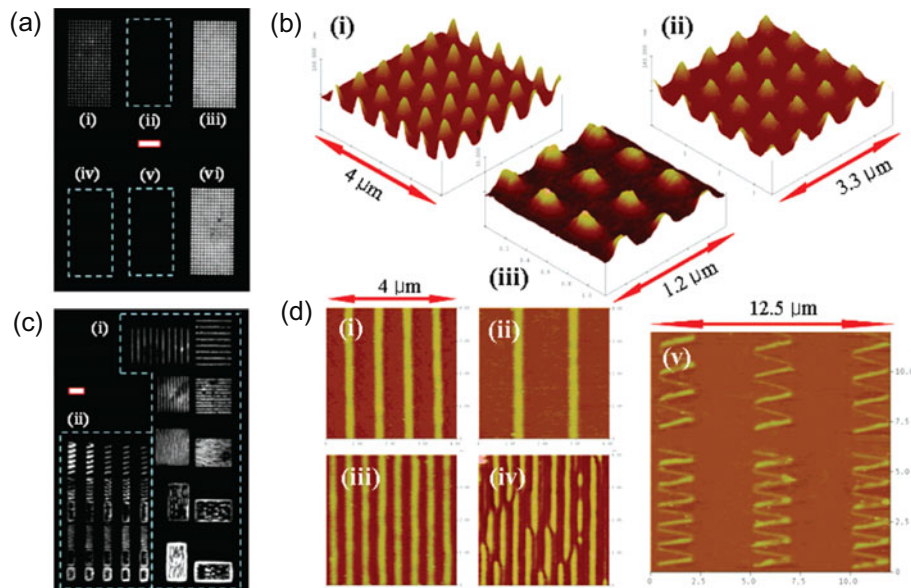 (a)
(i)
(ii)
(iii)
(iv)
(v)
(vi)
(b)
(i)
(ii)
4 μm
3.3 μm
(iii)
1.2 μm
(c)
(i)
(ii)
(d)
4 μm
(i)
(ii)
(iii)
(iv)
12.5 μm
(v)
10.0
7.5
5.0
2.5
0
0
2.5
5.0
7.5
10.0